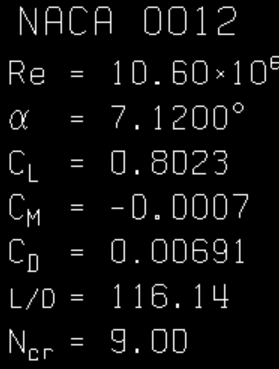 NACA 0012
Re = 10.60×10⁶
α = 7.1200°
C_L = 0.8023
C_M = -0.0007
C_D = 0.00691
L/D = 116.14
N_cr = 9.00